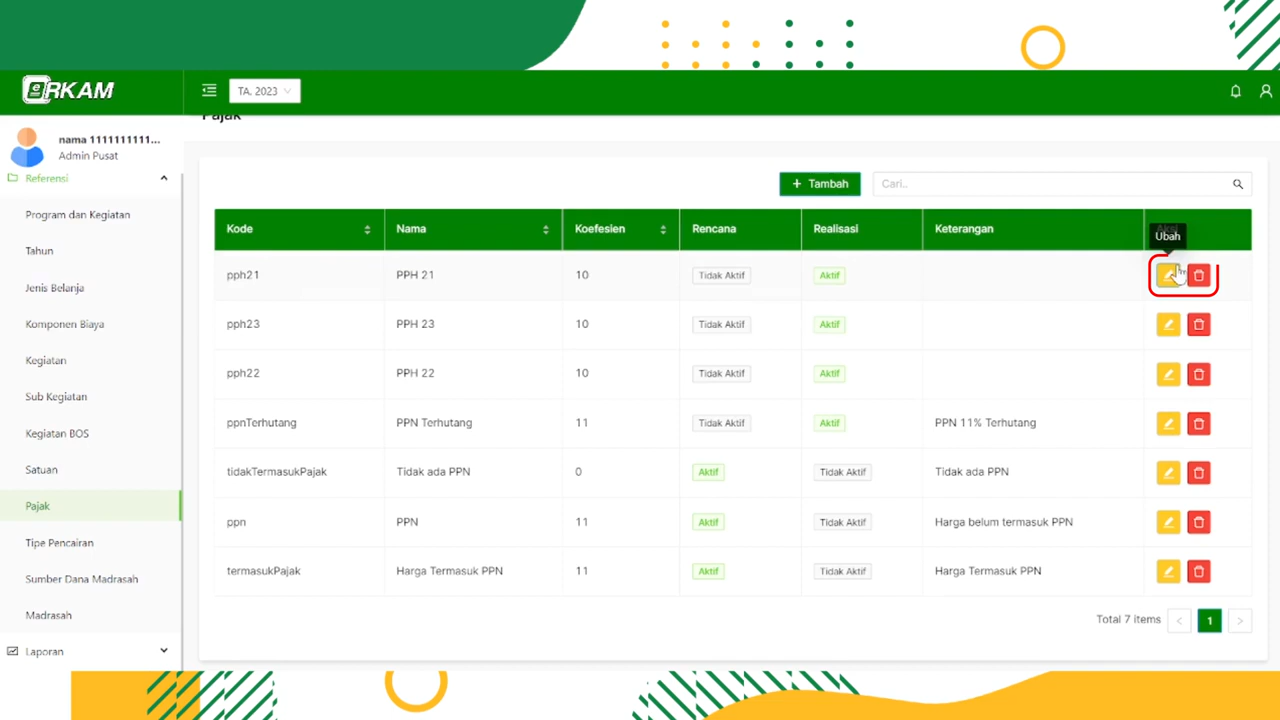 eRKAM
TA. 2023
Pajak
nama 1111111111...
Admin Pusat
Referensi
Program dan Kegiatan
Tahun
Jenis Belanja
Komponen Biaya
Kegiatan
Sub Kegiatan
Kegiatan BOS
Satuan
Pajak
Tipe Pencairan
Sumber Dana Madrasah
Madrasah
Laporan
+ Tambah
Cari..
Kode Nama Koefesien Rencana Realisasi Keterangan
Ubah
pph21 PPH 21 10 Tidak Aktif Aktif
pph23 PPH 23 10 Tidak Aktif Aktif
pph22 PPH 22 10 Tidak Aktif Aktif
ppnTerhutang PPN Terhutang 11 Tidak Aktif Aktif PPN 11% Terhutang
tidakTermasukPajak Tidak ada PPN 0 Aktif Tidak Aktif Tidak ada PPN
ppn PPN 11 Aktif Tidak Aktif Harga belum termasuk PPN
termasukPajak Harga Termasuk PPN 11 Aktif Tidak Aktif Harga Termasuk PPN
Total 7 items < 1 >